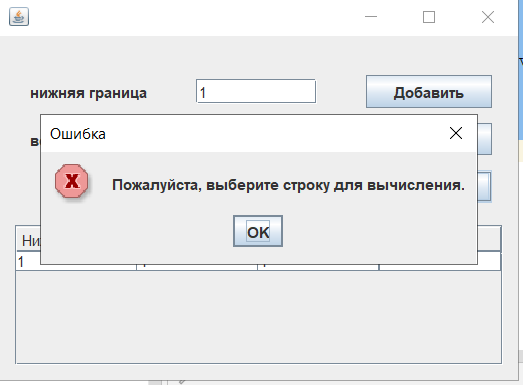 нижняя граница
1
Добавить
Ошибка
Пожалуйста, выберите строку для вычисления.
OK
1